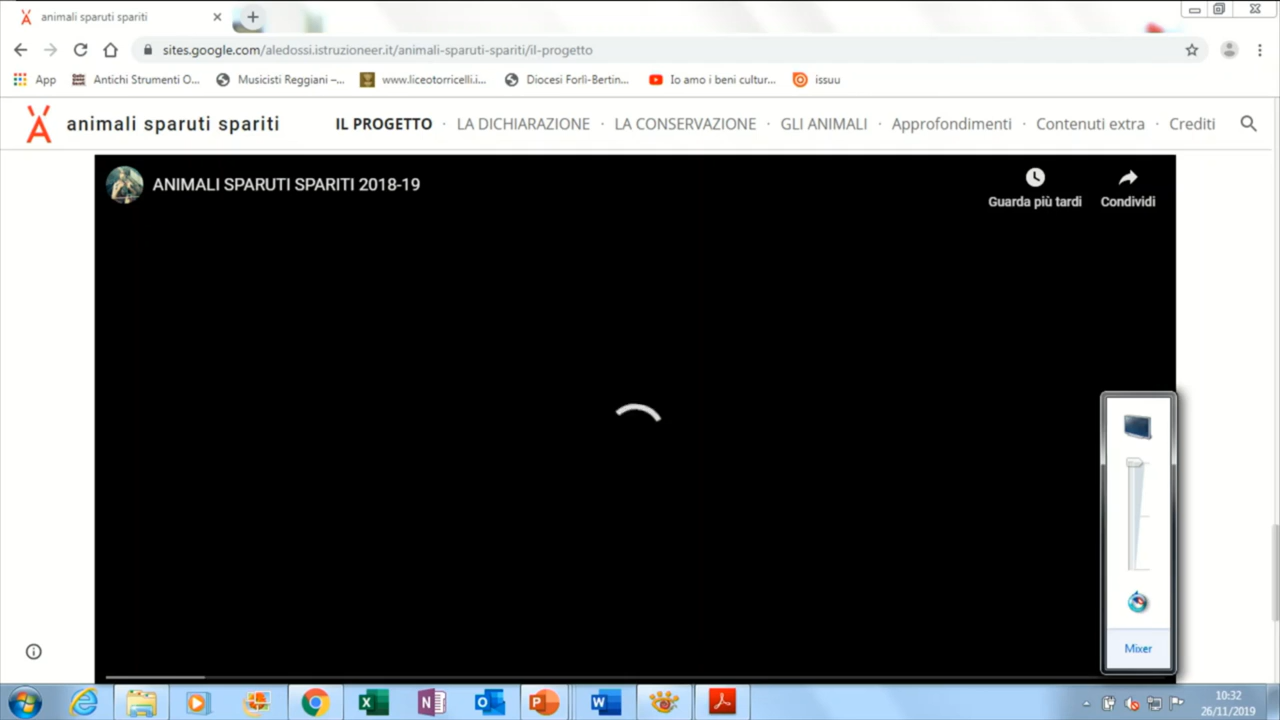 animali sparuti spariti
sites.google.com/aledossi.istruzioneer.it/animali-sparuti-spariti/il-progetto
App Antichi Strumenti O... Musicisti Reggiani –... www.liceotorricelli.i... Diocesi Forlì-Bertin... Io amo i beni cultur... issuu
animali sparuti spariti IL PROGETTO · LA DICHIARAZIONE · LA CONSERVAZIONE · GLI ANIMALI · Approfondimenti · Contenuti extra · Crediti
ANIMALI SPARUTI SPARITI 2018-19
Guarda più tardi Condividi
Mixer
10:32
26/11/2019